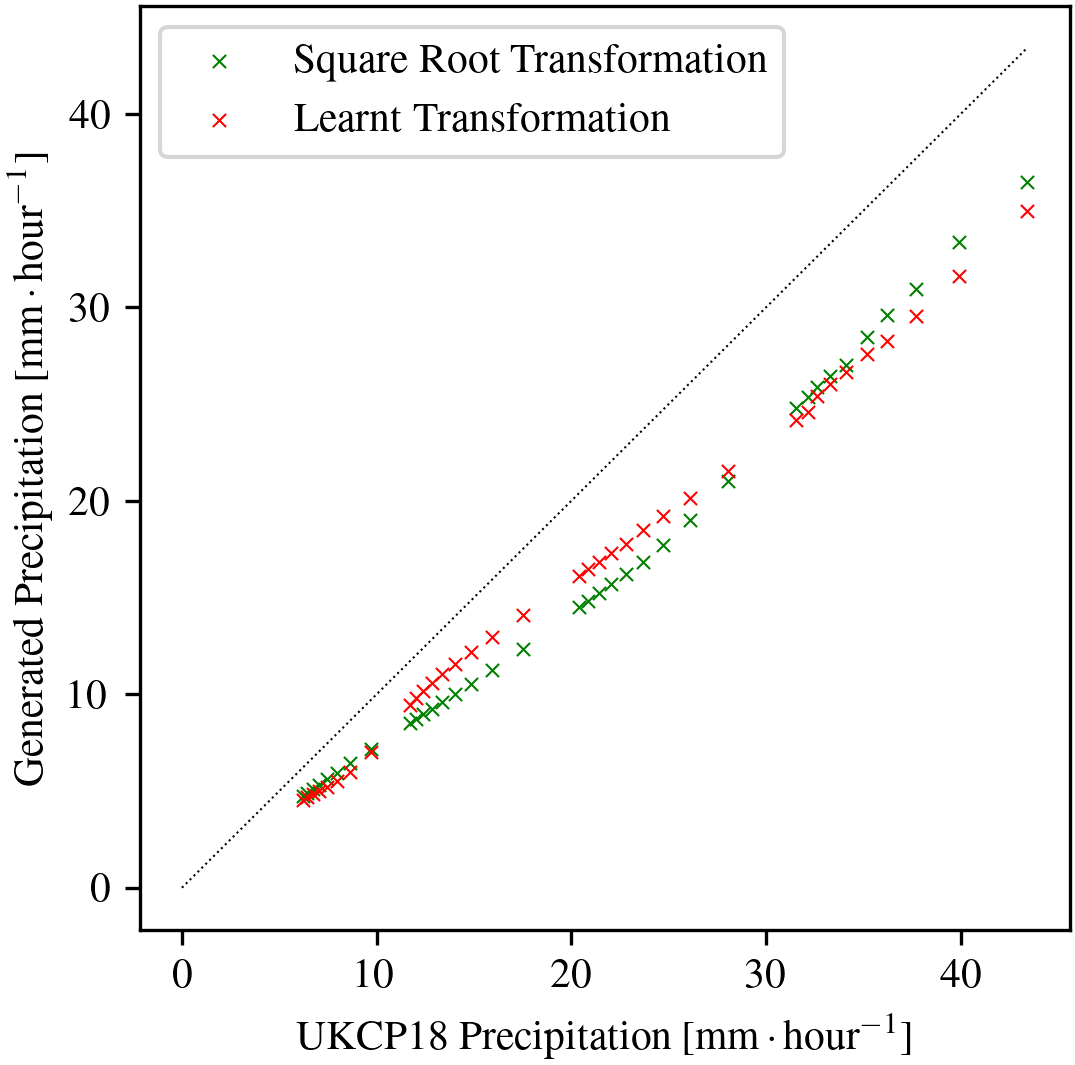 Square Root Transformation
Learnt Transformation
40
30
20
10
0
Generated Precipitation [mm·hour⁻¹]
0 10 20 30 40
UKCP18 Precipitation [mm·hour⁻¹]